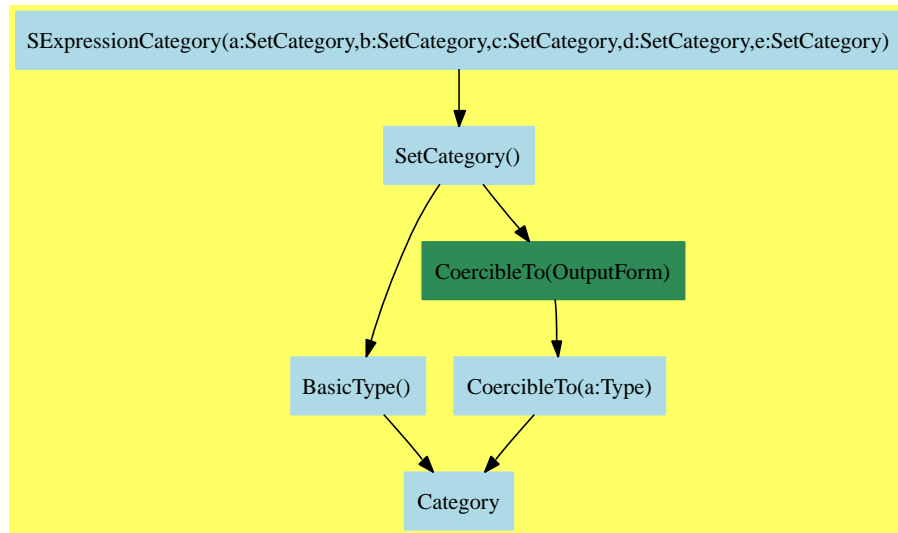 SExpressionCategory(a:SetCategory,b:SetCategory,c:SetCategory,d:SetCategory,e:SetCategory)
SetCategory()
CoercibleTo(OutputForm)
BasicType()
CoercibleTo(a:Type)
Category